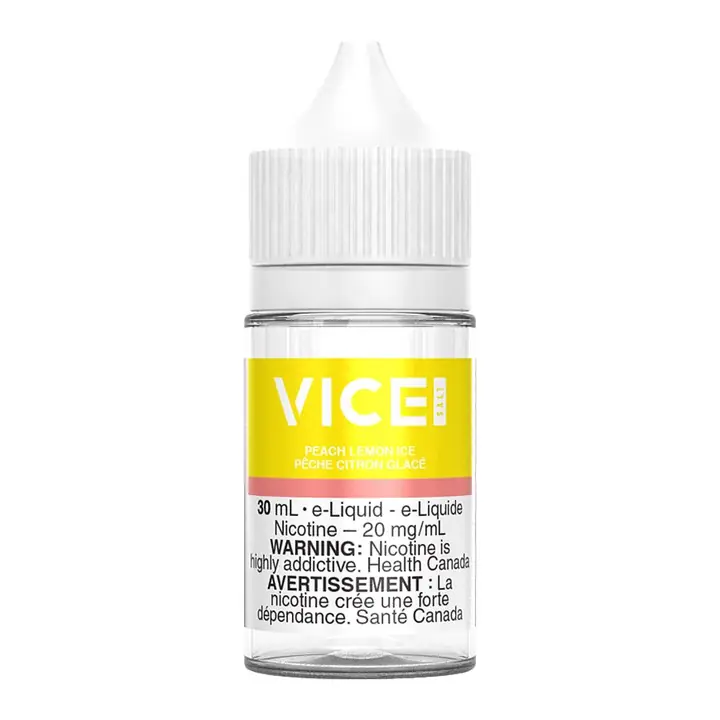 VICE SALT
PEACH LEMON ICE
PÊCHE CITRON GLACÉ
30 mL • e-Liquid - e-Liquide
Nicotine – 20 mg/mL
WARNING: Nicotine is
highly addictive. Health Canada
AVERTISSEMENT : La
nicotine crée une forte
dépendance. Santé Canada